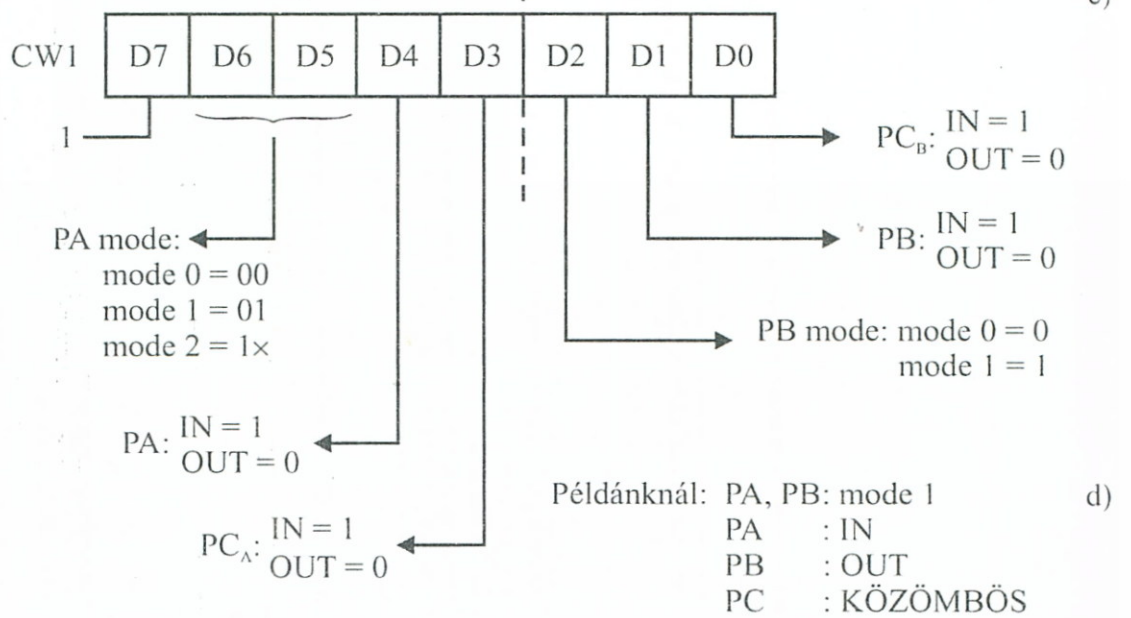 c)
CW1 D7 D6 D5 D4 D3 D2 D1 D0
1
PC_B: IN = 1
OUT = 0
PA mode:
mode 0 = 00
mode 1 = 01
mode 2 = 1×
PB: IN = 1
OUT = 0
PB mode: mode 0 = 0
mode 1 = 1
PA: IN = 1
OUT = 0
PC_A: IN = 1
OUT = 0
Példánknál: PA, PB: mode 1 d)
PA : IN
PB : OUT
PC : KÖZÖMBÖS